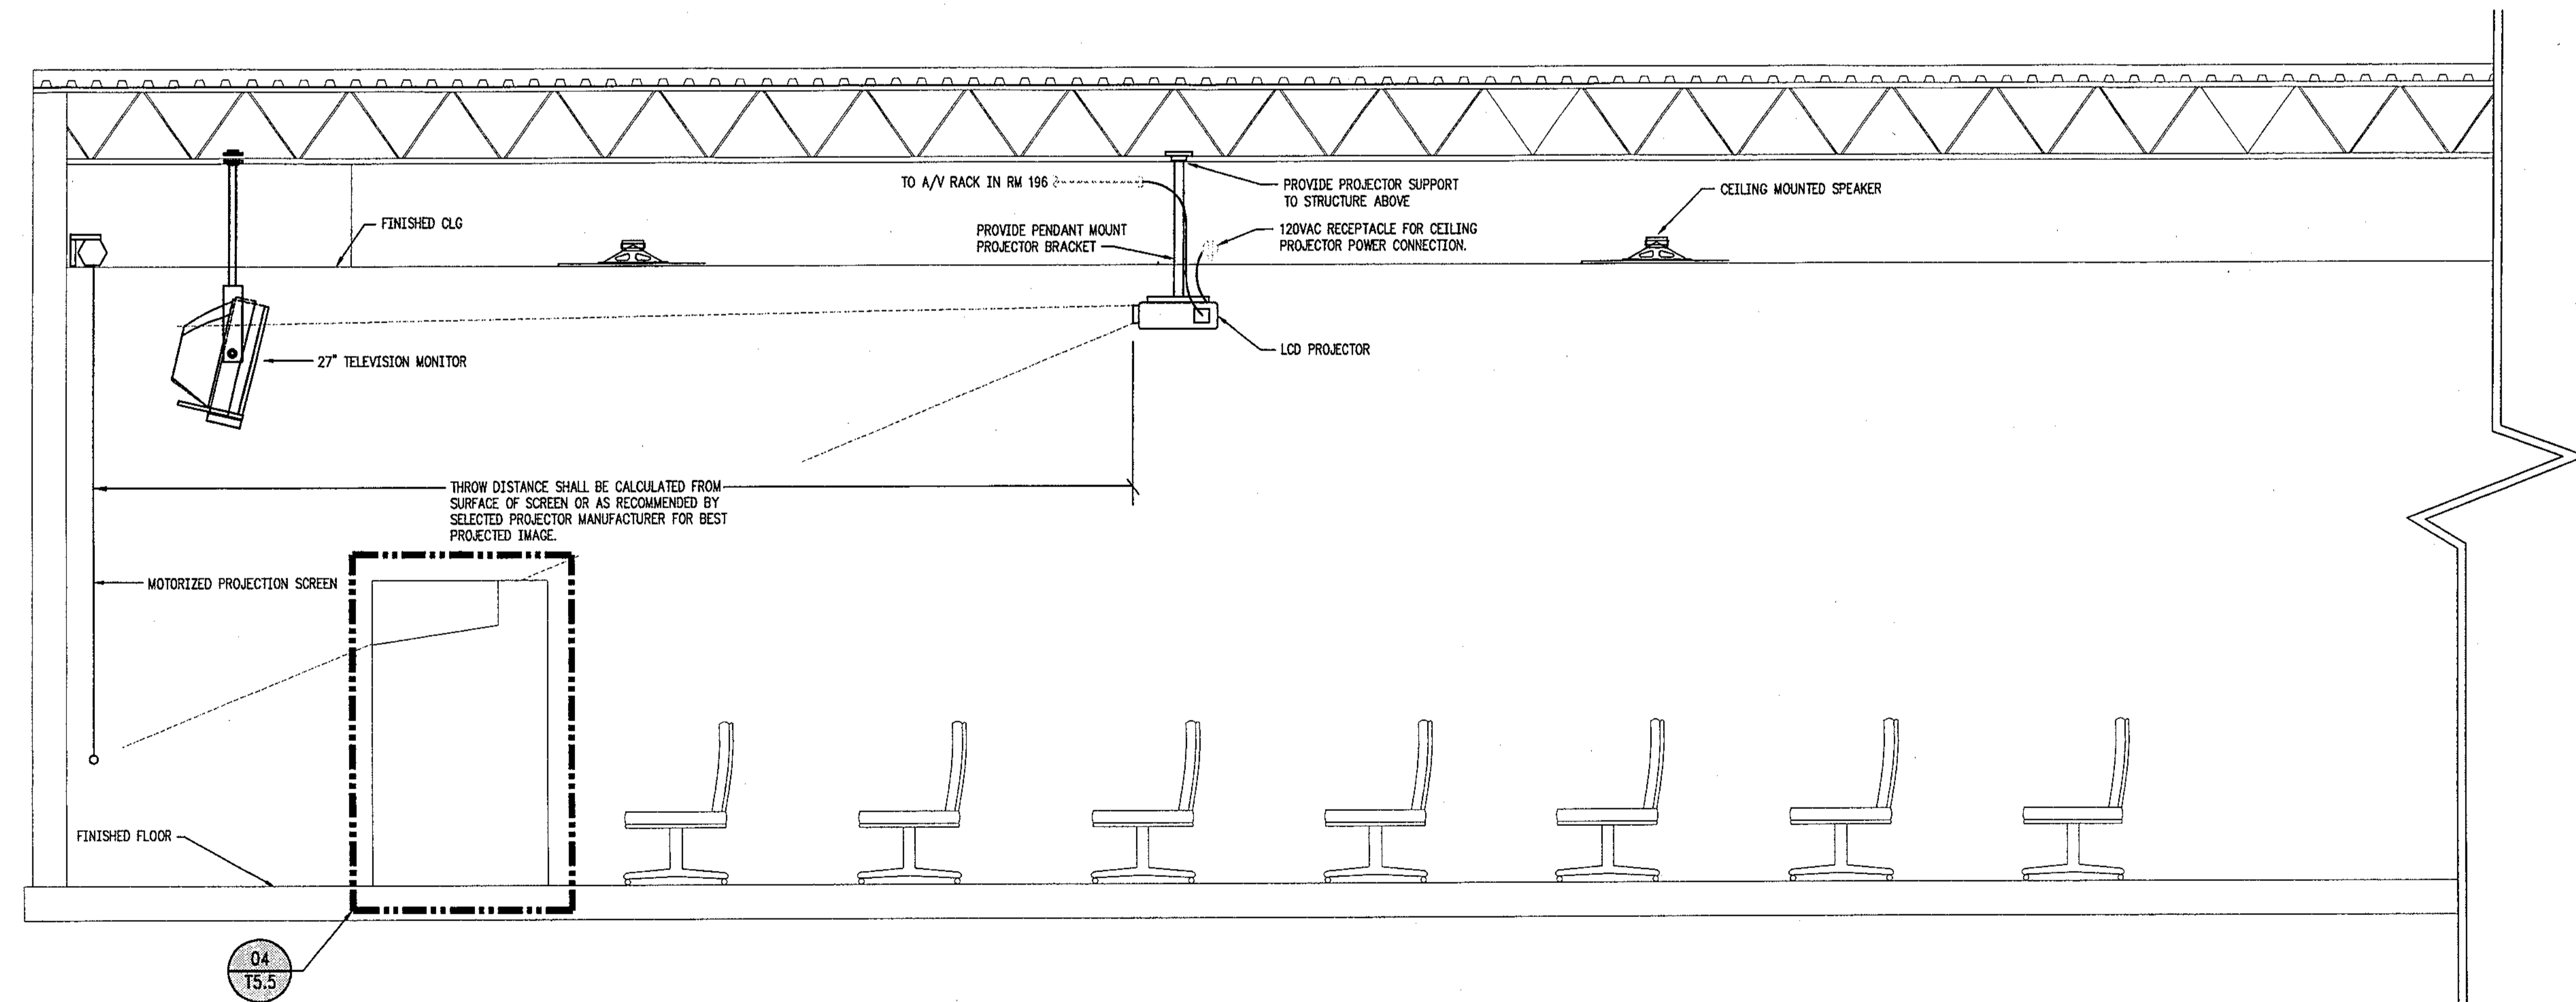 TO A/V RACK IN RM 196
PROVIDE PROJECTOR SUPPORT
TO STRUCTURE ABOVE
CEILING MOUNTED SPEAKER
FINISHED CLG
PROVIDE PENDANT MOUNT
PROJECTOR BRACKET
120VAC RECEPTACLE FOR CEILING
PROJECTOR POWER CONNECTION.
LCD PROJECTOR
27" TELEVISION MONITOR
THROW DISTANCE SHALL BE CALCULATED FROM
SURFACE OF SCREEN OR AS RECOMMENDED BY
SELECTED PROJECTOR MANUFACTURER FOR BEST
PROJECTED IMAGE.
MOTORIZED PROJECTION SCREEN
FINISHED FLOOR
04
T5.5